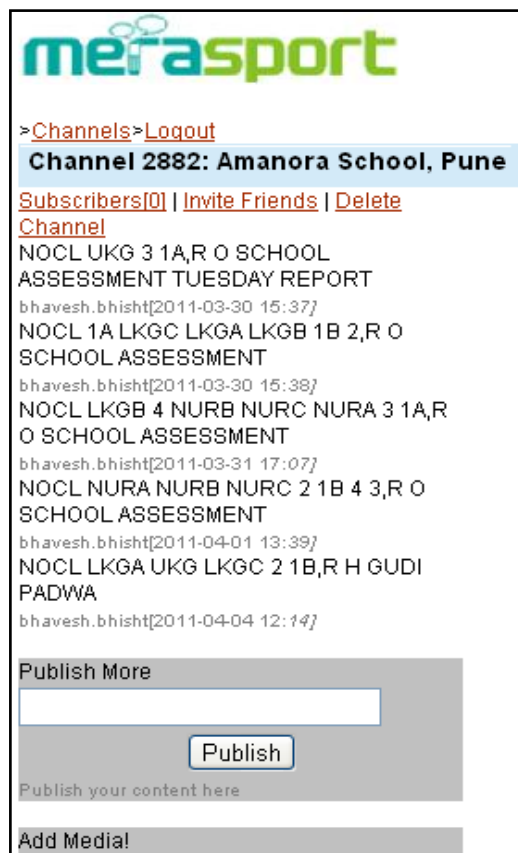 merasport
>Channels>Logout
Channel 2882: Amanora School, Pune
Subscribers[0] | Invite Friends | Delete
Channel
NOCL UKG 3 1A,R O SCHOOL
ASSESSMENT TUESDAY REPORT
bhavesh.bhisht[2011-03-30 15:37]
NOCL 1A LKGC LKGA LKGB 1B 2,R O
SCHOOL ASSESSMENT
bhavesh.bhisht[2011-03-30 15:38]
NOCL LKGB 4 NURB NURC NURA 3 1A,R
O SCHOOL ASSESSMENT
bhavesh.bhisht[2011-03-31 17:07]
NOCL NURA NURB NURC 2 1B 4 3,R O
SCHOOL ASSESSMENT
bhavesh.bhisht[2011-04-01 13:39]
NOCL LKGA UKG LKGC 2 1B,R H GUDI
PADWA
bhavesh.bhisht[2011-04-04 12:14]
Publish More
Publish
Publish your content here
Add Media!